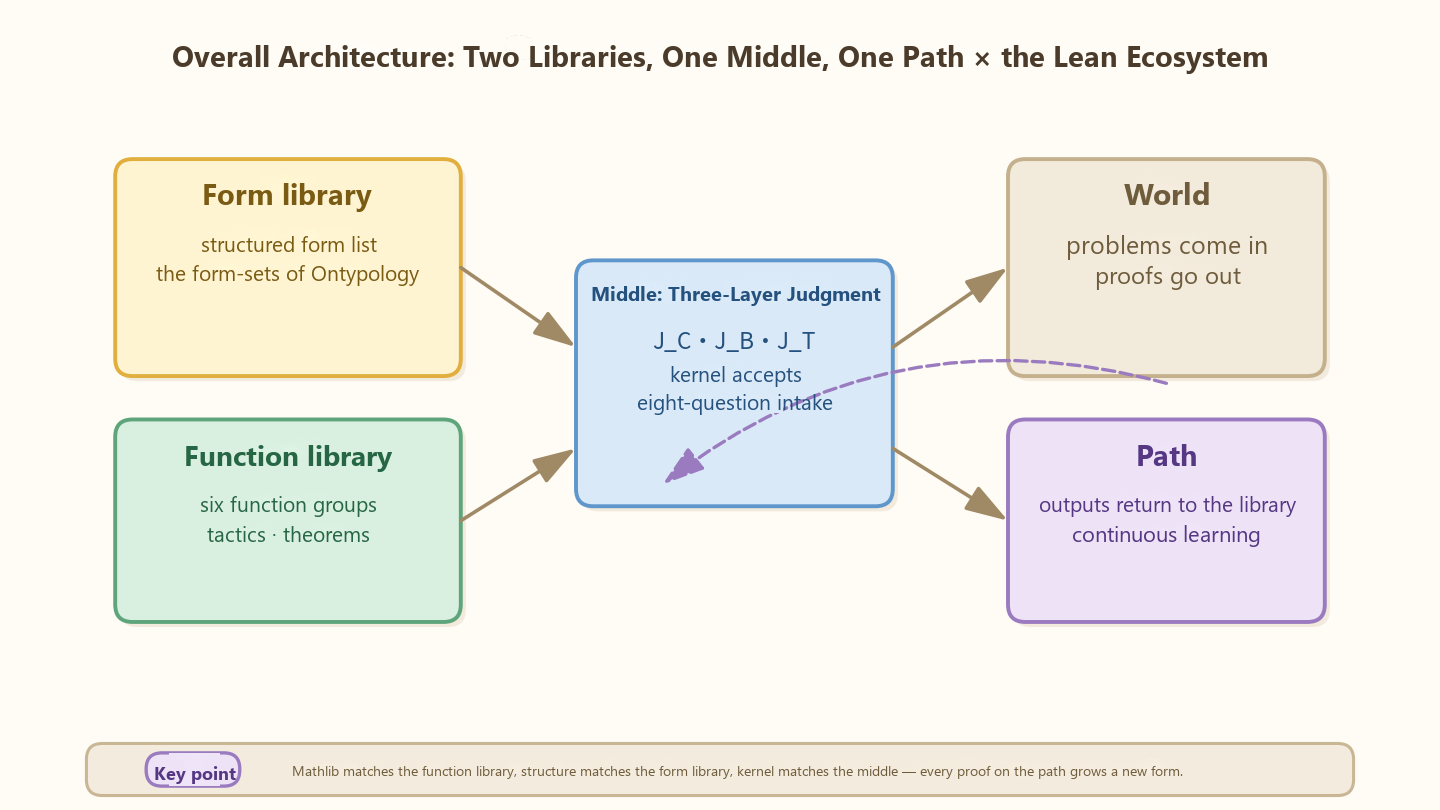 Overall Architecture: Two Libraries, One Middle, One Path × the Lean Ecosystem
Form library
structured form list
the form-sets of Ontypology
Function library
six function groups
tactics · theorems
Middle: Three-Layer Judgment
J_C • J_B • J_T
kernel accepts
eight-question intake
World
problems come in
proofs go out
Path
outputs return to the library
continuous learning
Key point
Mathlib matches the function library, structure matches the form library, kernel matches the middle — every proof on the path grows a new form.